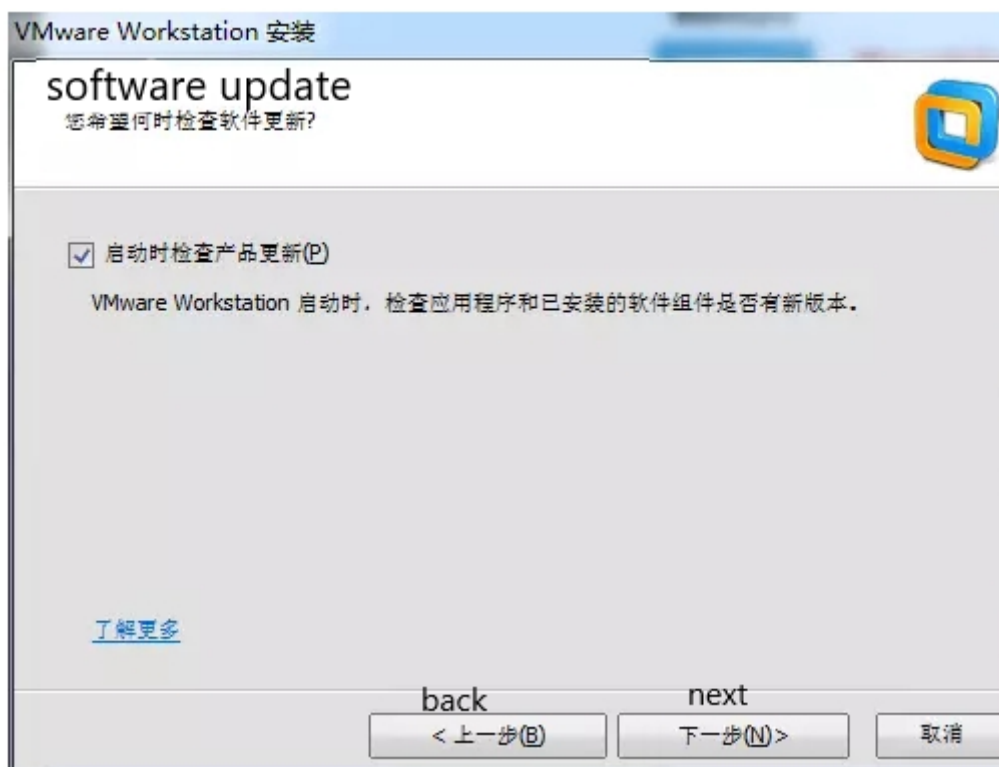 VMware Workstation 安装
software update
您希望何时检查软件更新?
启动时检查产品更新(P)
VMware Workstation 启动时，检查应用程序和已安装的软件组件是否有新版本。
了解更多
back
next
< 上一步(B)
下一步(N)>
取消